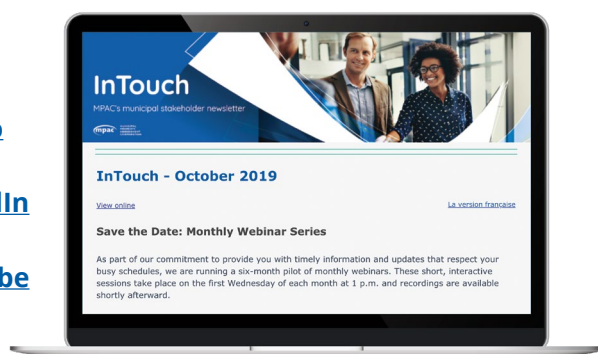 InTouch
MPAC's municipal stakeholder newsletter
mpac
InTouch - October 2019
View online
La version française
Save the Date: Monthly Webinar Series
As part of our commitment to provide you with timely information and updates that respect your
busy schedules, we are running a six-month pilot of monthly webinars. These short, interactive
sessions take place on the first Wednesday of each month at 1 p.m. and recordings are available
shortly afterward.
In
be